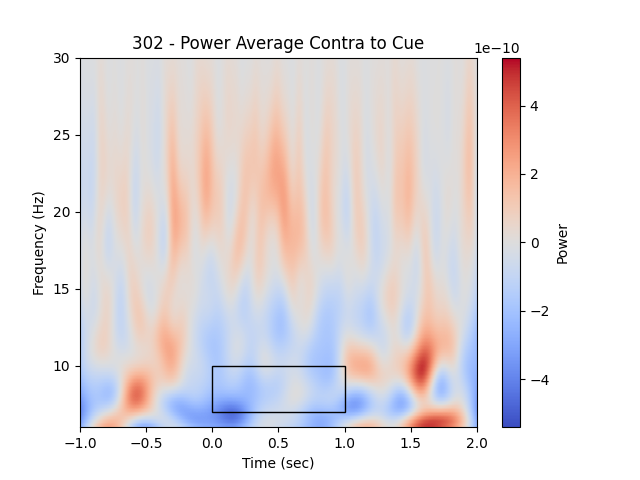 302 - Power Average Contra to Cue
1e−10
30
25
20
15
10
Frequency (Hz)
−1.0 −0.5 0.0 0.5 1.0 1.5 2.0
Time (sec)
4
2
0
−2
−4
Power